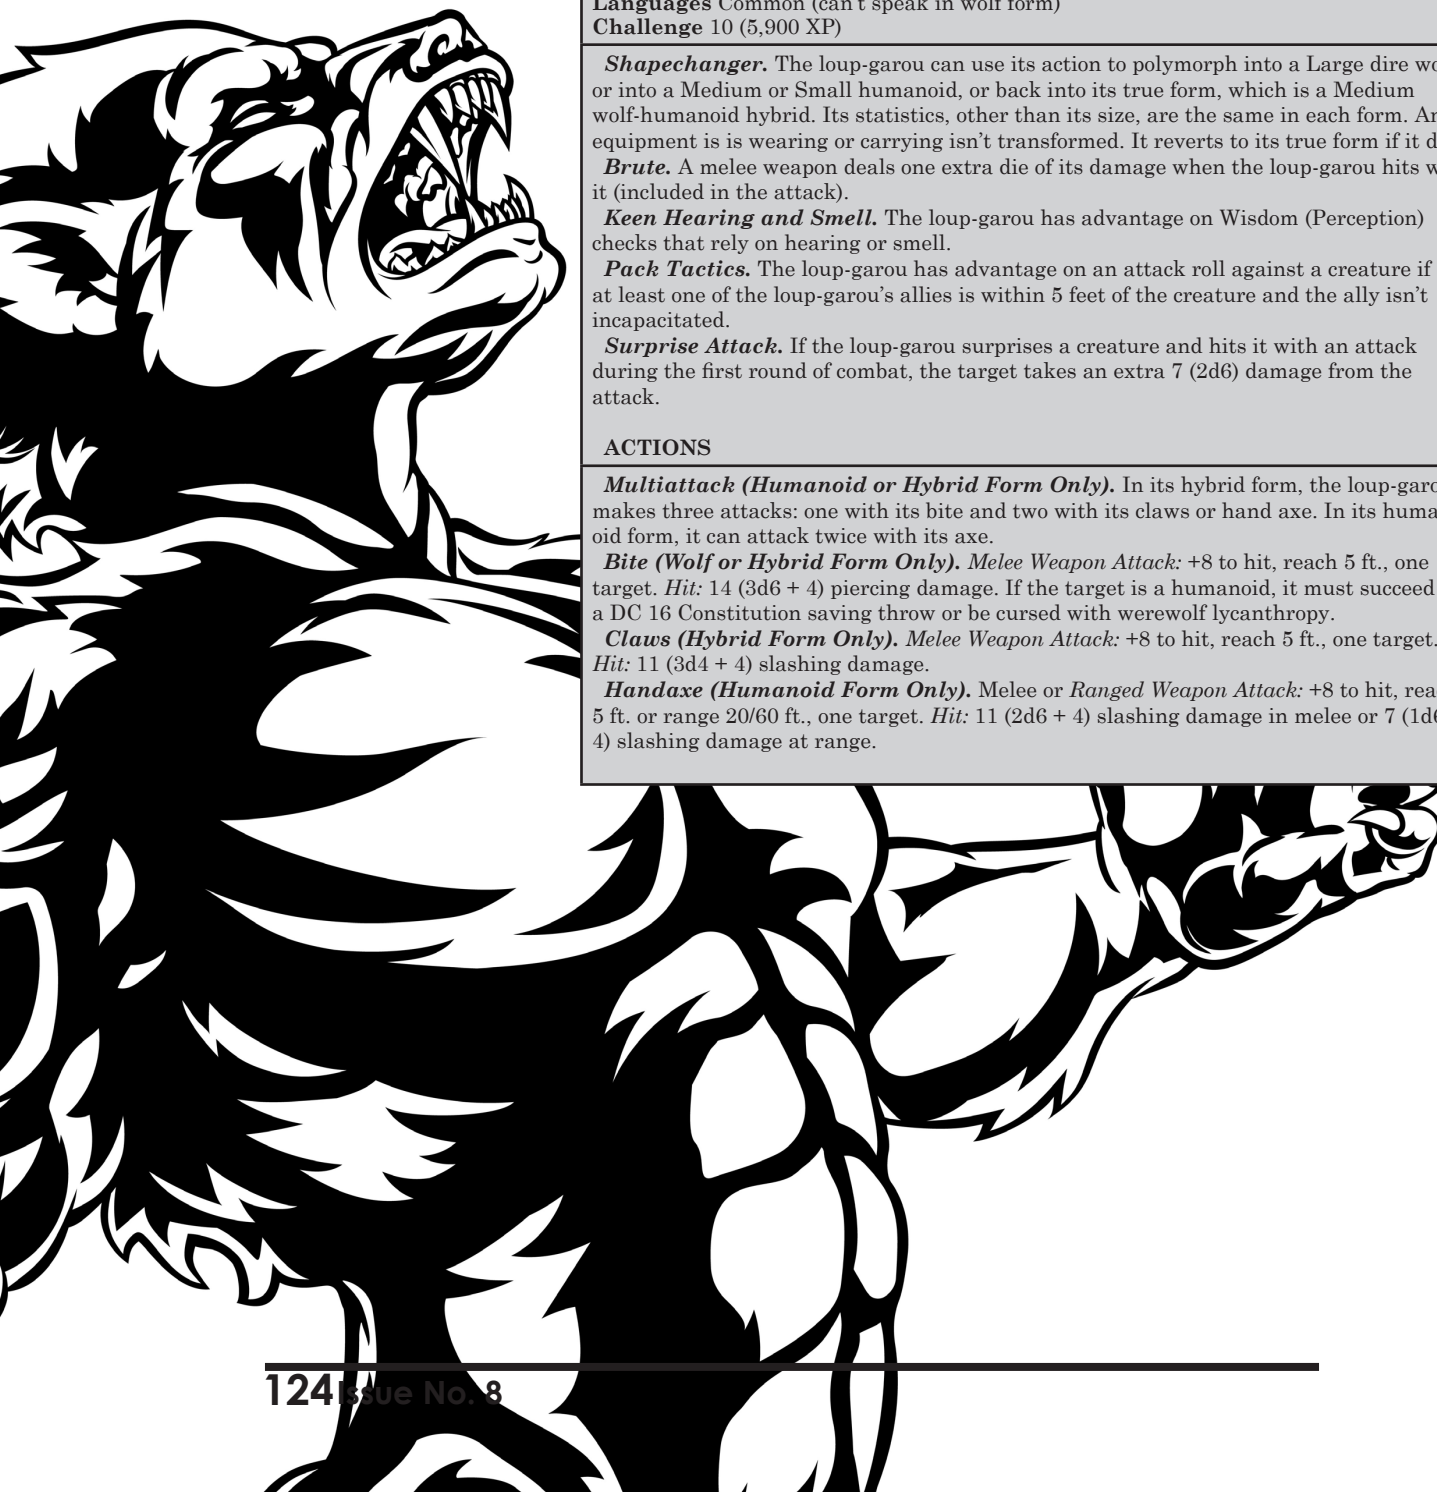 Languages Common (can't speak in wolf form)
Challenge 10 (5,900 XP)
Shapechanger. The loup-garou can use its action to polymorph into a Large dire
or into a Medium or Small humanoid, or back into its true form, which is a Medium
wolf-humanoid hybrid. Its statistics, other than its size, are the same in each form.
equipment is is wearing or carrying isn't transformed. It reverts to its true form if it
Brute. A melee weapon deals one extra die of its damage when the loup-garou hits
it (included in the attack).
Keen Hearing and Smell. The loup-garou has advantage on Wisdom (Perception)
checks that rely on hearing or smell.
Pack Tactics. The loup-garou has advantage on an attack roll against a creature if
at least one of the loup-garou's allies is within 5 feet of the creature and the ally isn't
incapacitated.
Surprise Attack. If the loup-garou surprises a creature and hits it with an attack
during the first round of combat, the target takes an extra 7 (2d6) damage from the
attack.
ACTIONS
Multiattack (Humanoid or Hybrid Form Only). In its hybrid form, the
makes three attacks: one with its bite and two with its claws or hand axe. In its
oid form, it can attack twice with its axe.
Bite (Wolf or Hybrid Form Only). Melee Weapon Attack: +8 to hit, reach 5 ft., one
target. Hit: 14 (3d6 + 4) piercing damage. If the target is a humanoid, it must succeed
a DC 16 Constitution saving throw or be cursed with werewolf lycanthropy.
Claws (Hybrid Form Only). Melee Weapon Attack: +8 to hit, reach 5 ft., one target.
Hit: 11 (3d4 + 4) slashing damage.
Handaxe (Humanoid Form Only). Melee or Ranged Weapon Attack: +8 to hit,
5 ft. or range 20/60 ft., one target. Hit: 11 (2d6 + 4) slashing damage in melee or 7
4) slashing damage at range.
124 Issue No. 8